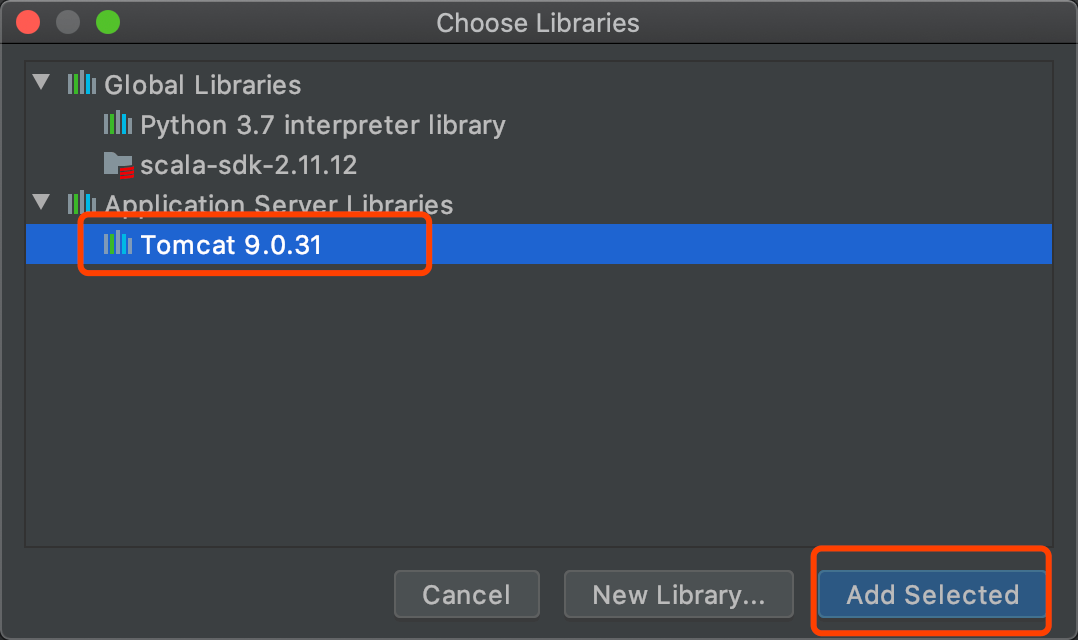 Choose Libraries
Global Libraries
Python 3.7 interpreter library
scala-sdk-2.11.12
Application Server Libraries
Tomcat 9.0.31
Cancel
New Library...
Add Selected